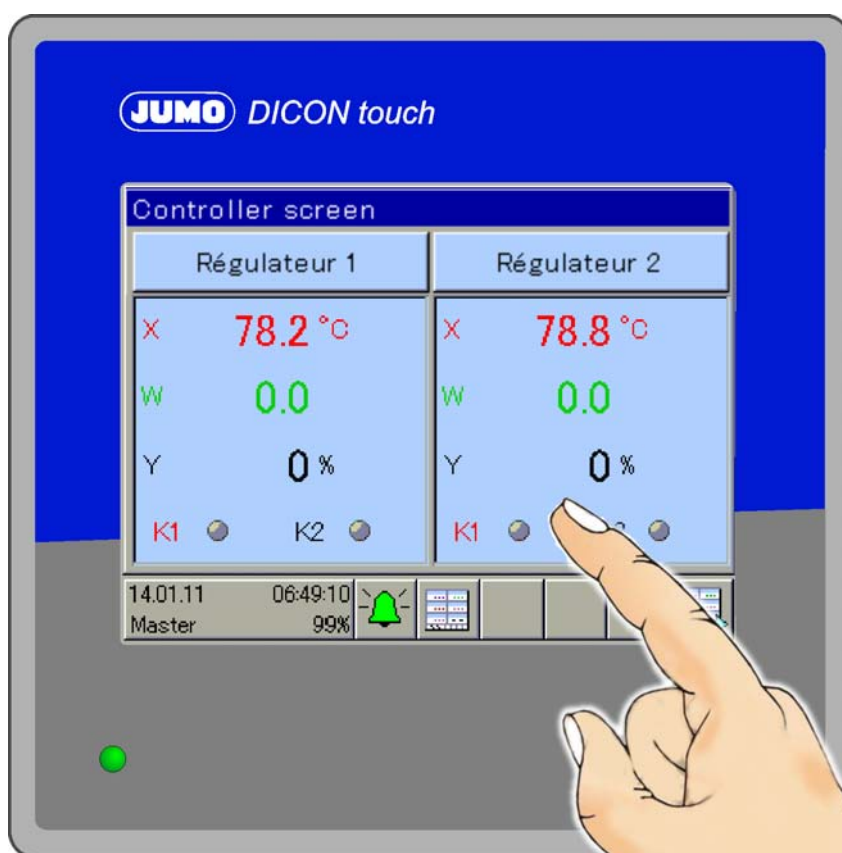 JUMO DICON touch
Controller screen
Régulateur 1 Régulateur 2
X 78.2 °C X 78.8 °C
W 0.0 W 0.0
Y 0 % Y 0 %
K1 K2 K1
14.01.11 06:49:10
Master 99%